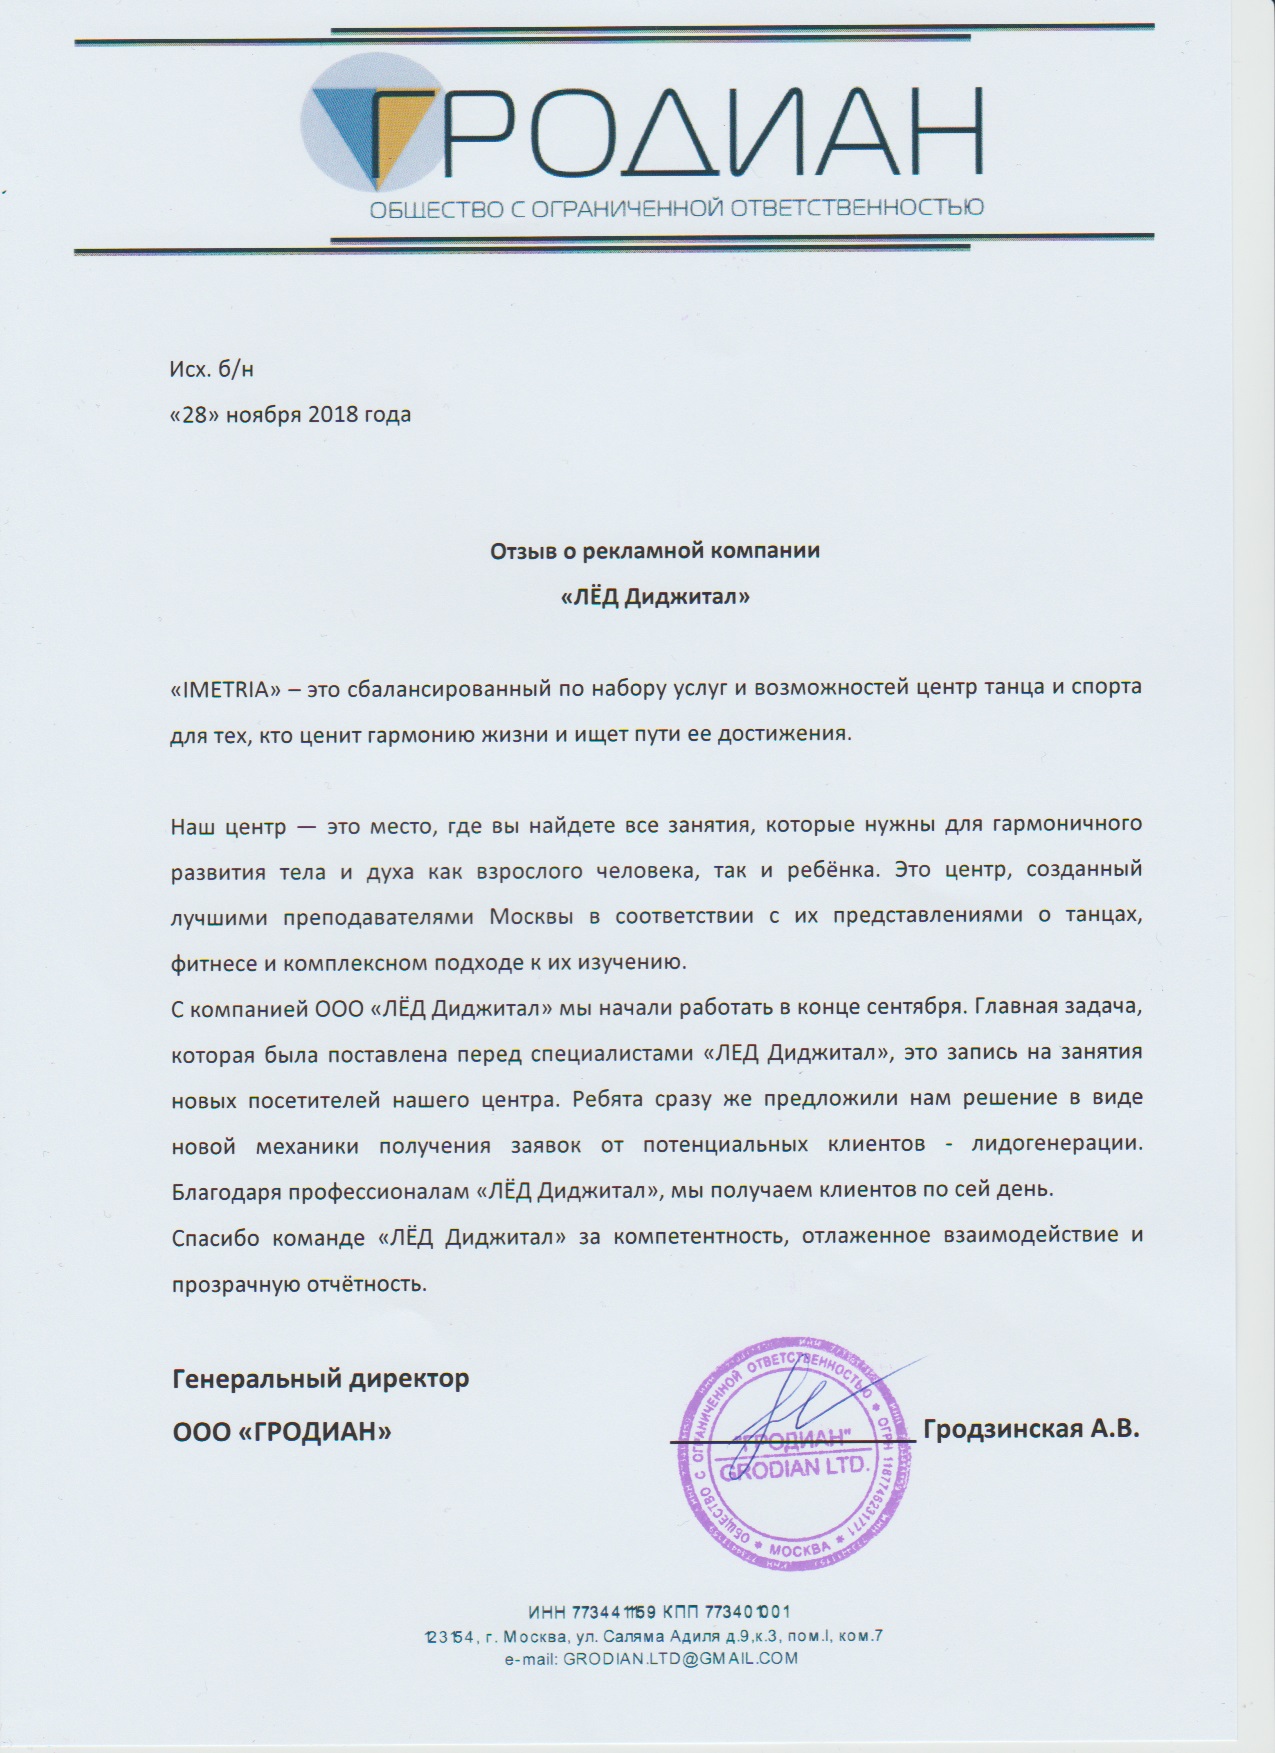 ГРОДИАН
ОБЩЕСТВО С ОГРАНИЧЕННОЙ ОТВЕТСТВЕННОСТЬЮ
Исх. б/н
«28» ноября 2018 года
Отзыв о рекламной компании
«ЛЁД Диджитал»
«IMETRIA» – это сбалансированный по набору услуг и возможностей центр танца и спорта
для тех, кто ценит гармонию жизни и ищет пути ее достижения.
Наш центр — это место, где вы найдете все занятия, которые нужны для гармоничного
развития тела и духа как взрослого человека, так и ребёнка. Это центр, созданный
лучшими преподавателями Москвы в соответствии с их представлениями о танцах,
фитнесе и комплексном подходе к их изучению.
С компанией ООО «ЛЁД Диджитал» мы начали работать в конце сентября. Главная задача,
которая была поставлена перед специалистами «ЛЕД Диджитал», это запись на занятия
новых посетителей нашего центра. Ребята сразу же предложили нам решение в виде
новой механики получения заявок от потенциальных клиентов - лидогенерации.
Благодаря профессионалам «ЛЁД Диджитал», мы получаем клиентов по сей день.
Спасибо команде «ЛЁД Диджитал» за компетентность, отлаженное взаимодействие и
прозрачную отчётность.
Генеральный директор
ООО «ГРОДИАН»
Гродзинская А.В.
ОБЩЕСТВО С ОГРАНИЧЕННОЙ ОТВЕТСТВЕННОСТЬЮ * ОГРН 1187746231771 * МОСКВА *
"ГРОДИАН"
GRODIAN LTD.
ИНН 7734411159 КПП 773401001
123154, г. Москва, ул. Саляма Адиля д.9,к.3, пом.I, ком.7
e-mail: GRODIAN.LTD@GMAIL.COM